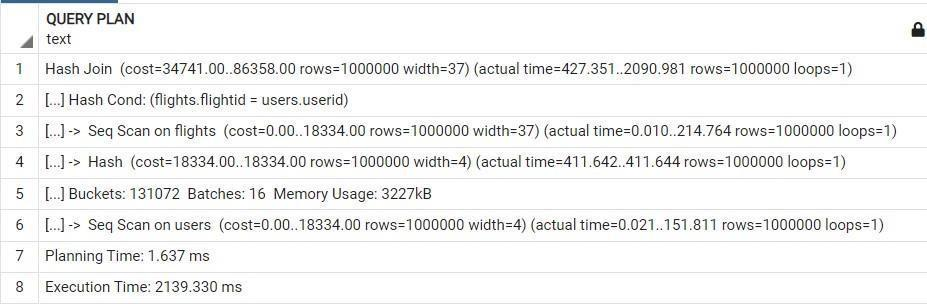 QUERY PLAN
text
1 Hash Join (cost=34741.00..86358.00 rows=1000000 width=37) (actual time=427.351..2090.981 rows=1000000 loops=1)
2 [...] Hash Cond: (flights.flightid = users.userid)
3 [...] -> Seq Scan on flights (cost=0.00..18334.00 rows=1000000 width=37) (actual time=0.010..214.764 rows=1000000 loops=1)
4 [...] -> Hash (cost=18334.00..18334.00 rows=1000000 width=4) (actual time=411.642..411.644 rows=1000000 loops=1)
5 [...] Buckets: 131072 Batches: 16 Memory Usage: 3227kB
6 [...] -> Seq Scan on users (cost=0.00..18334.00 rows=1000000 width=4) (actual time=0.021..151.811 rows=1000000 loops=1)
7 Planning Time: 1.637 ms
8 Execution Time: 2139.330 ms